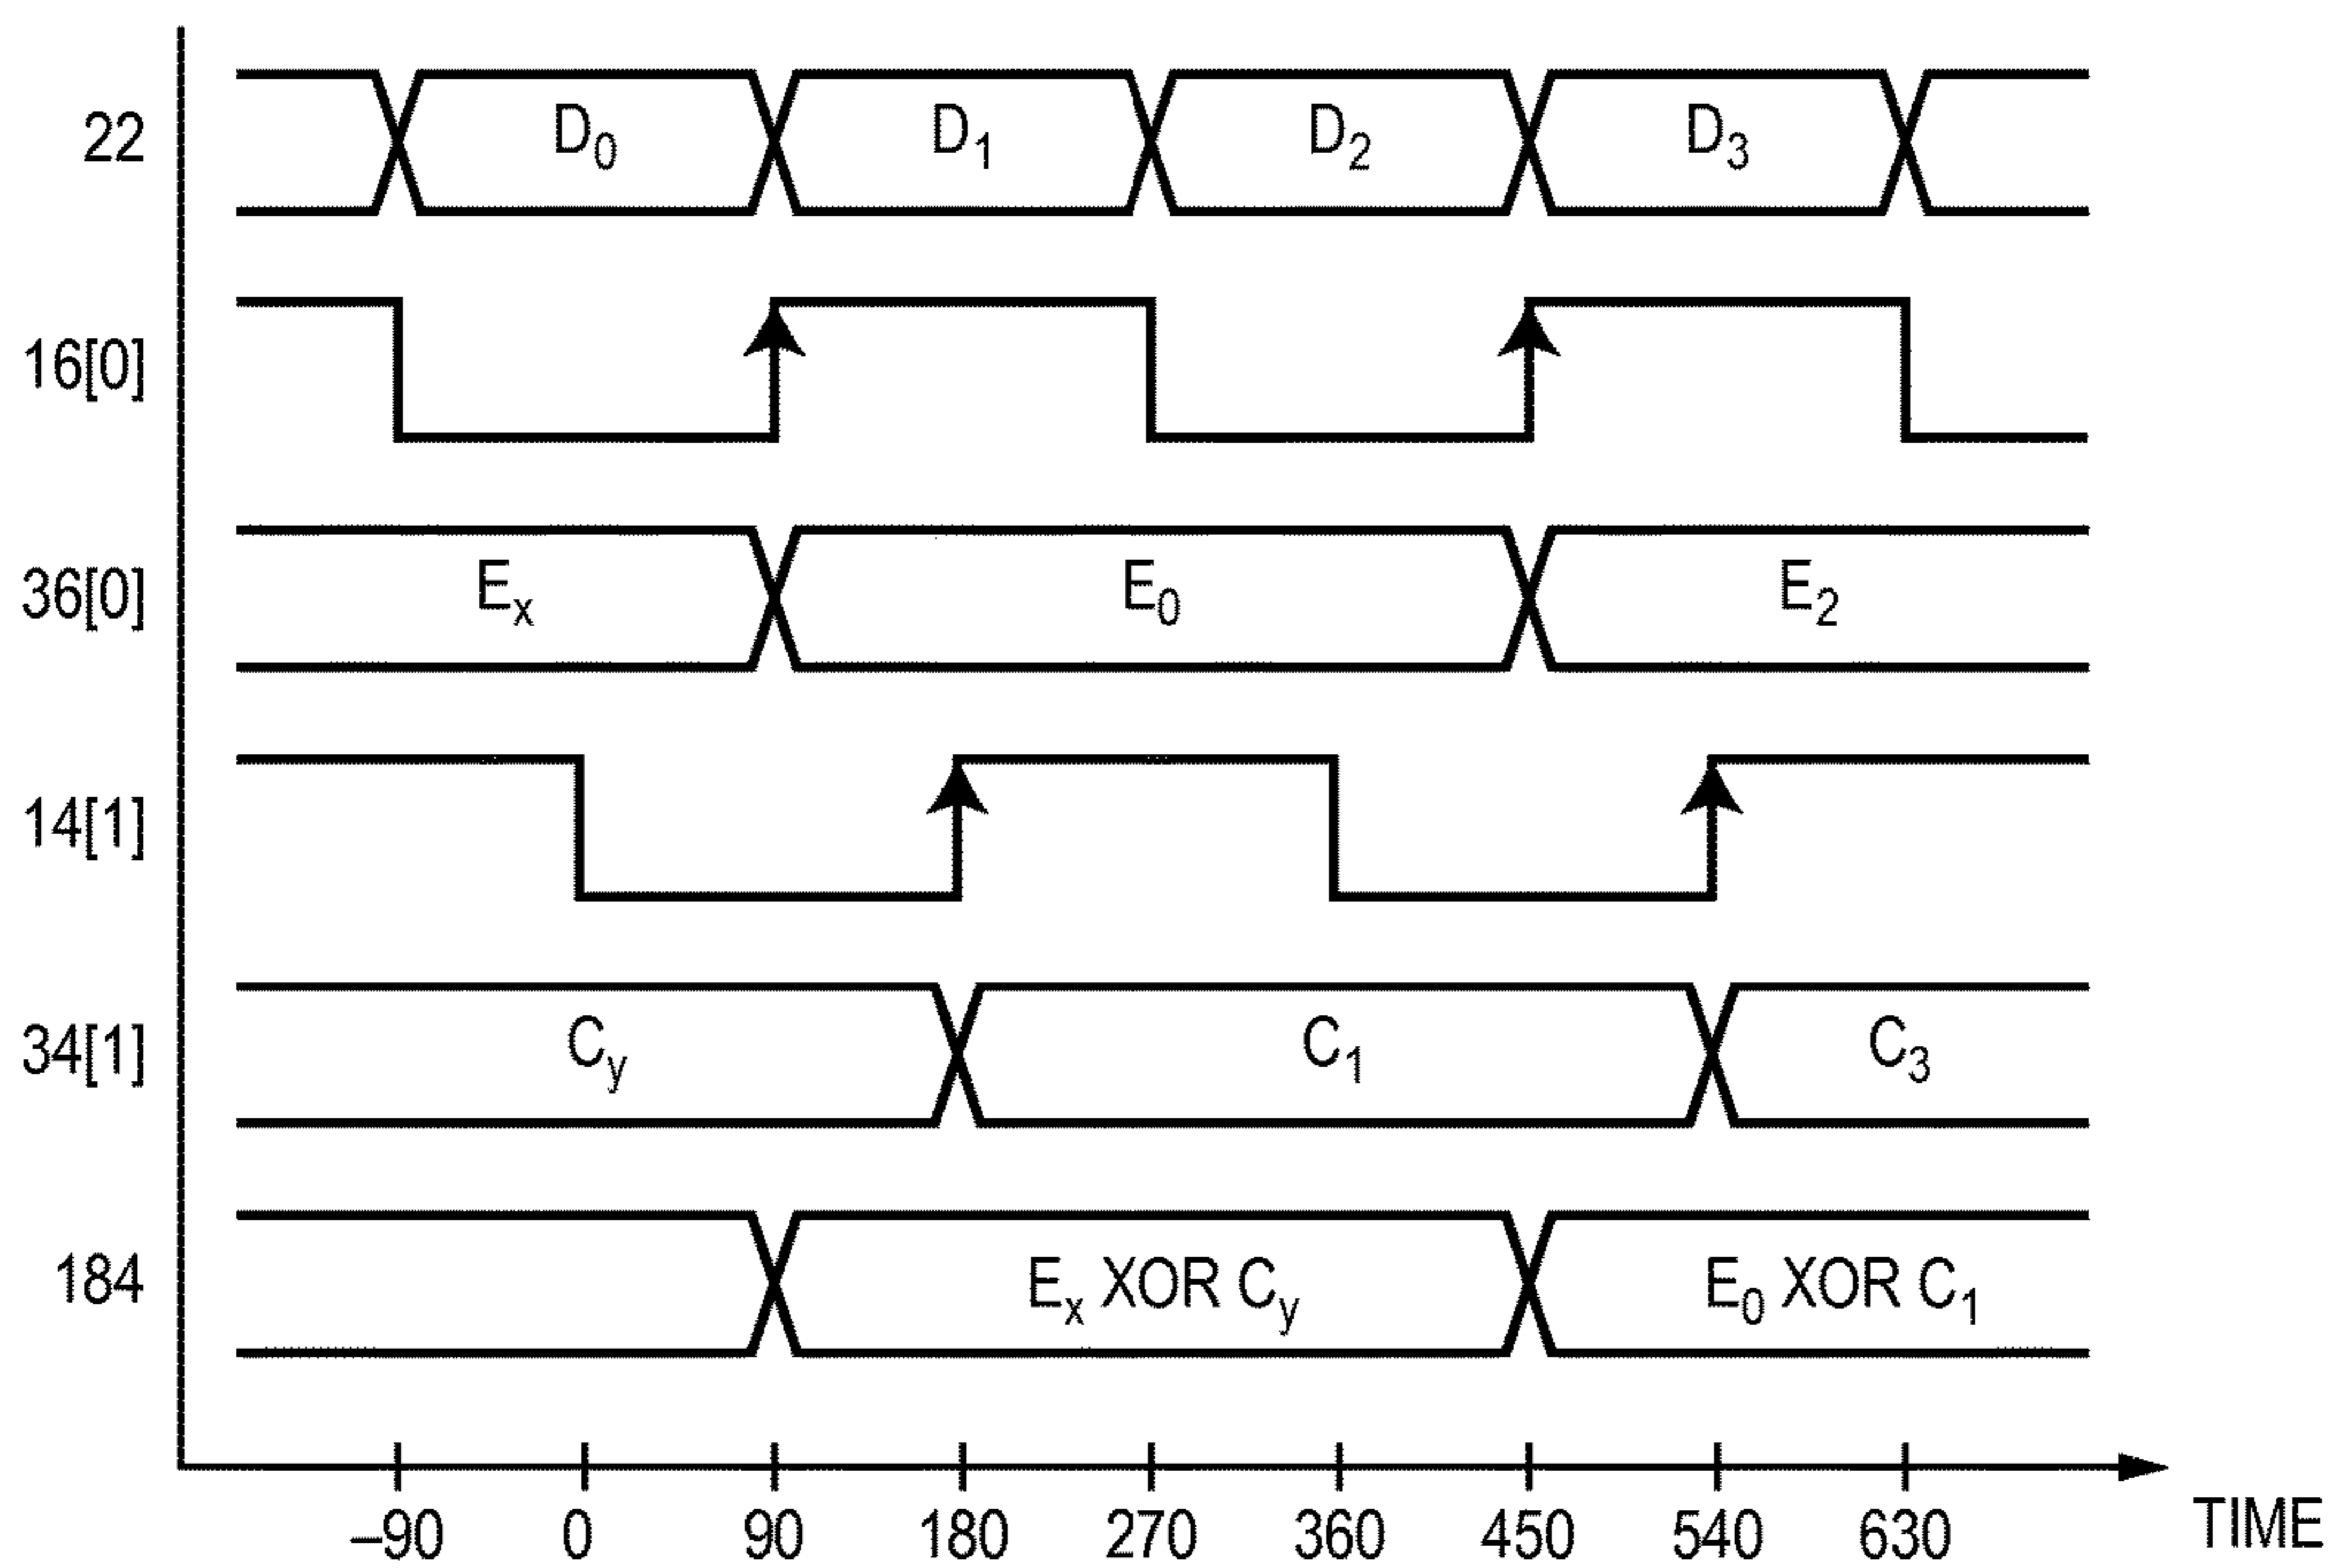 22 D₀ D₁ D₂ D₃
16[0]
36[0] Eₓ E₀ E₂
14[1]
34[1] Cy C₁ C₃
184 Eₓ XOR Cy E₀ XOR C₁
–90 0 90 180 270 360 450 540 630 TIME